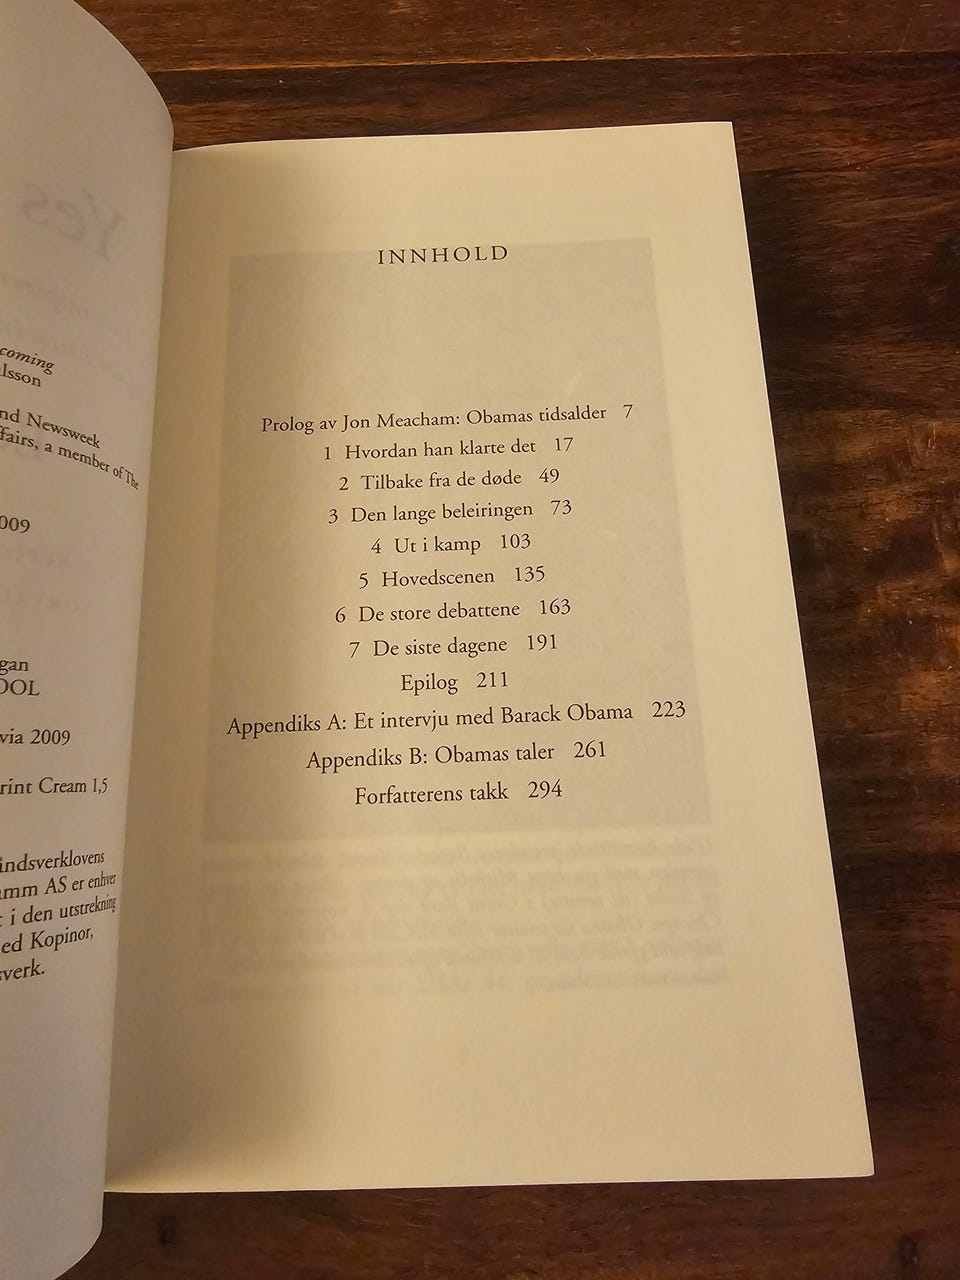 coming
lsson
nd Newsweek
ffairs, a member of The
009
gan
OOL
via 2009
rint Cream 1,5
indsverklovens
mm AS er enhver
i den utstrekning
ed Kopinor,
sverk.
Yes
INNHOLD
Prolog av Jon Meacham: Obamas tidsalder 7
1 Hvordan han klarte det 17
2 Tilbake fra de døde 49
3 Den lange beleiringen 73
4 Ut i kamp 103
5 Hovedscenen 135
6 De store debattene 163
7 De siste dagene 191
Epilog 211
Appendiks A: Et intervju med Barack Obama 223
Appendiks B: Obamas taler 261
Forfatterens takk 294